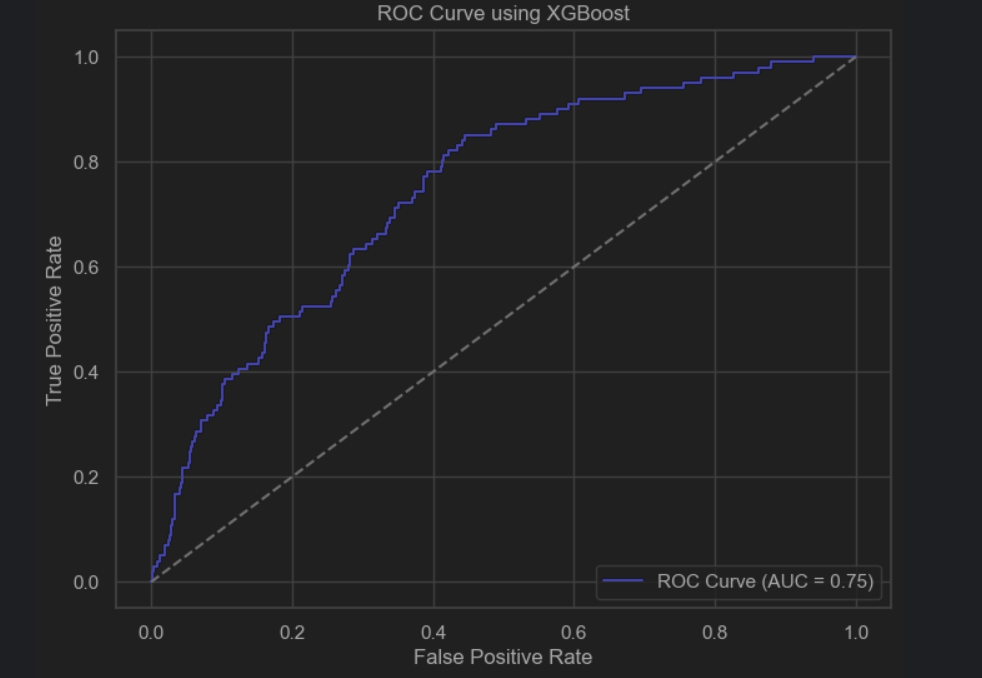 ROC Curve using XGBoost
1.0
0.8
0.6
0.4
0.2
0.0
True Positive Rate
ROC Curve (AUC = 0.75)
0.0 0.2 0.4 0.6 0.8 1.0
False Positive Rate